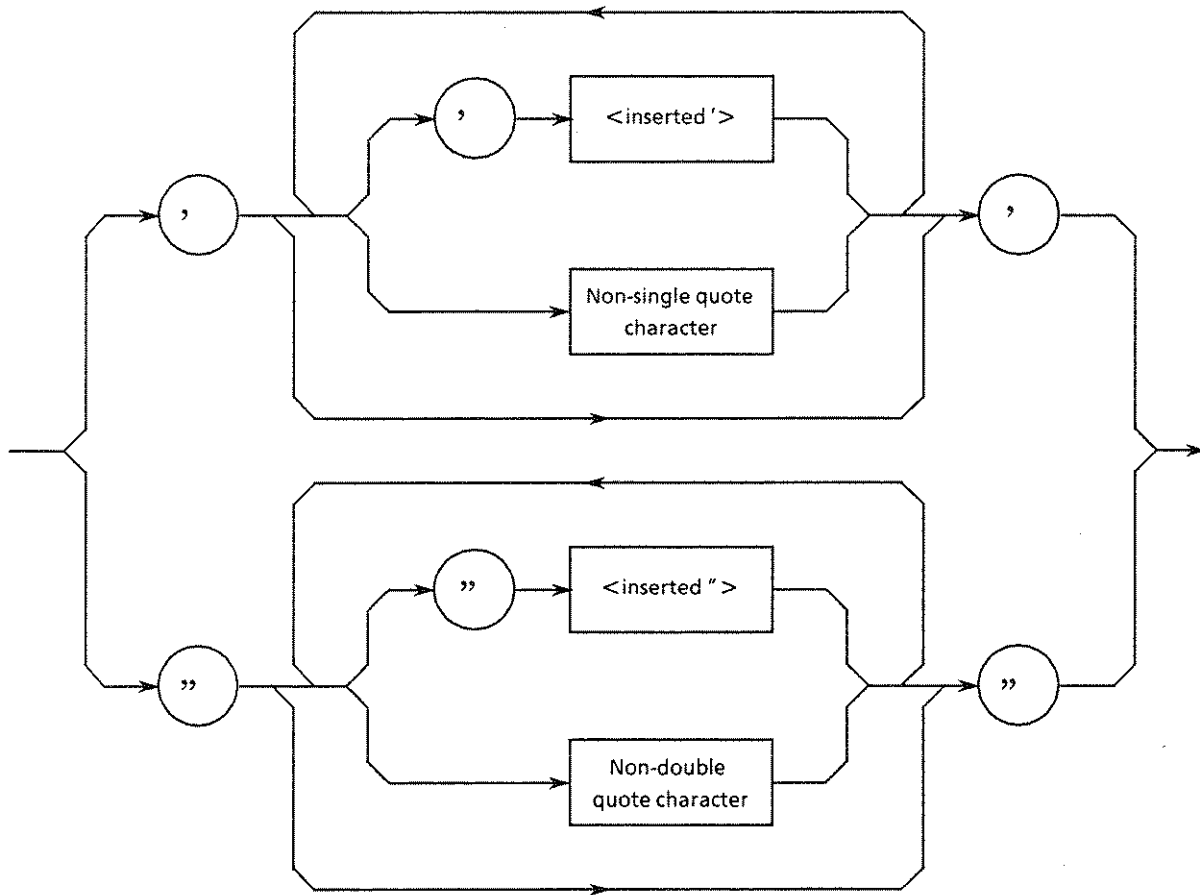 ’
<inserted '>
’
’
Non-single quote
character
”
<inserted ">
”
”
Non-double
quote character